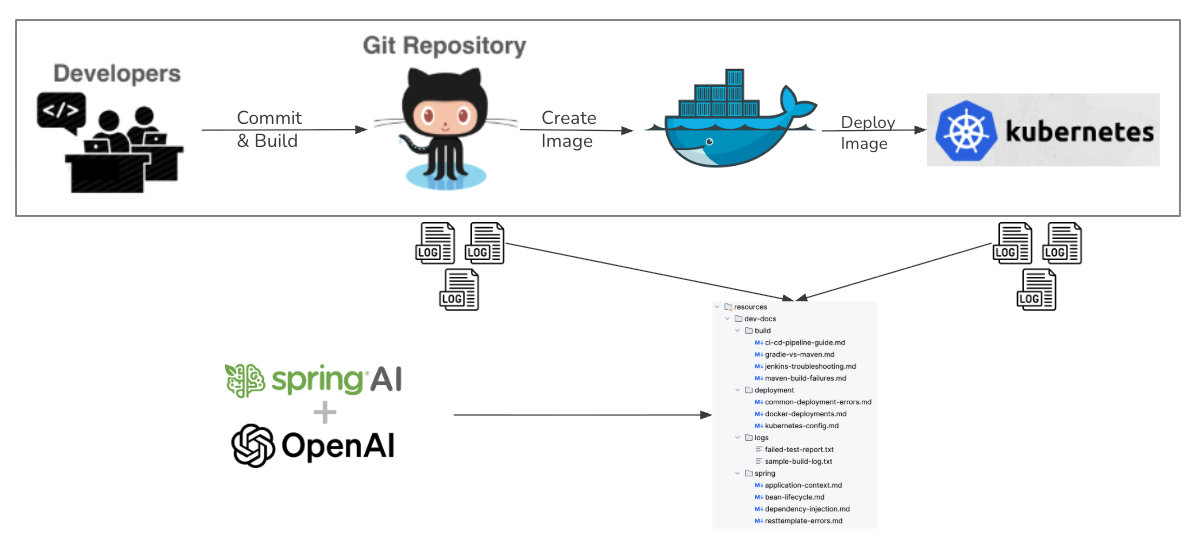 Developers
</>
Commit
& Build
Git Repository
Create
Image
Deploy
Image
kubernetes
LOG
LOG
LOG
LOG
LOG
LOG
resources
dev-docs
build
M↓ ci-cd-pipeline-guide.md
M↓ gradle-vs-maven.md
M↓ jenkins-troubleshooting.md
M↓ maven-build-failures.md
deployment
M↓ common-deployment-errors.md
M↓ docker-deployments.md
M↓ kubernetes-config.md
logs
failed-test-report.txt
sample-build-log.txt
spring
M↓ application-context.md
M↓ bean-lifecycle.md
M↓ dependency-injection.md
M↓ resttemplate-errors.md
spring® AI
+
OpenAI